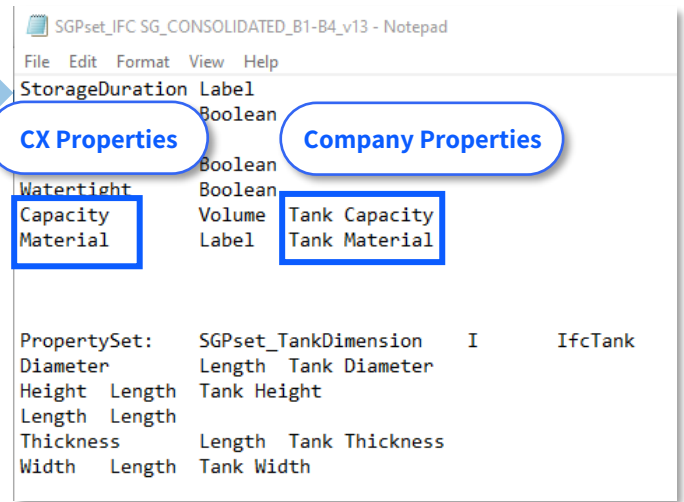 SGPset_IFC SG_CONSOLIDATED_B1-B4_v13 - Notepad
File Edit Format View Help
StorageDuration Label
Boolean
CX Properties
Company Properties
Boolean
Watertight Boolean
Capacity Volume Tank Capacity
Material Label Tank Material
PropertySet: SGPset_TankDimension I IfcTank
Diameter Length Tank Diameter
Height Length Tank Height
Length Length
Thickness Length Tank Thickness
Width Length Tank Width